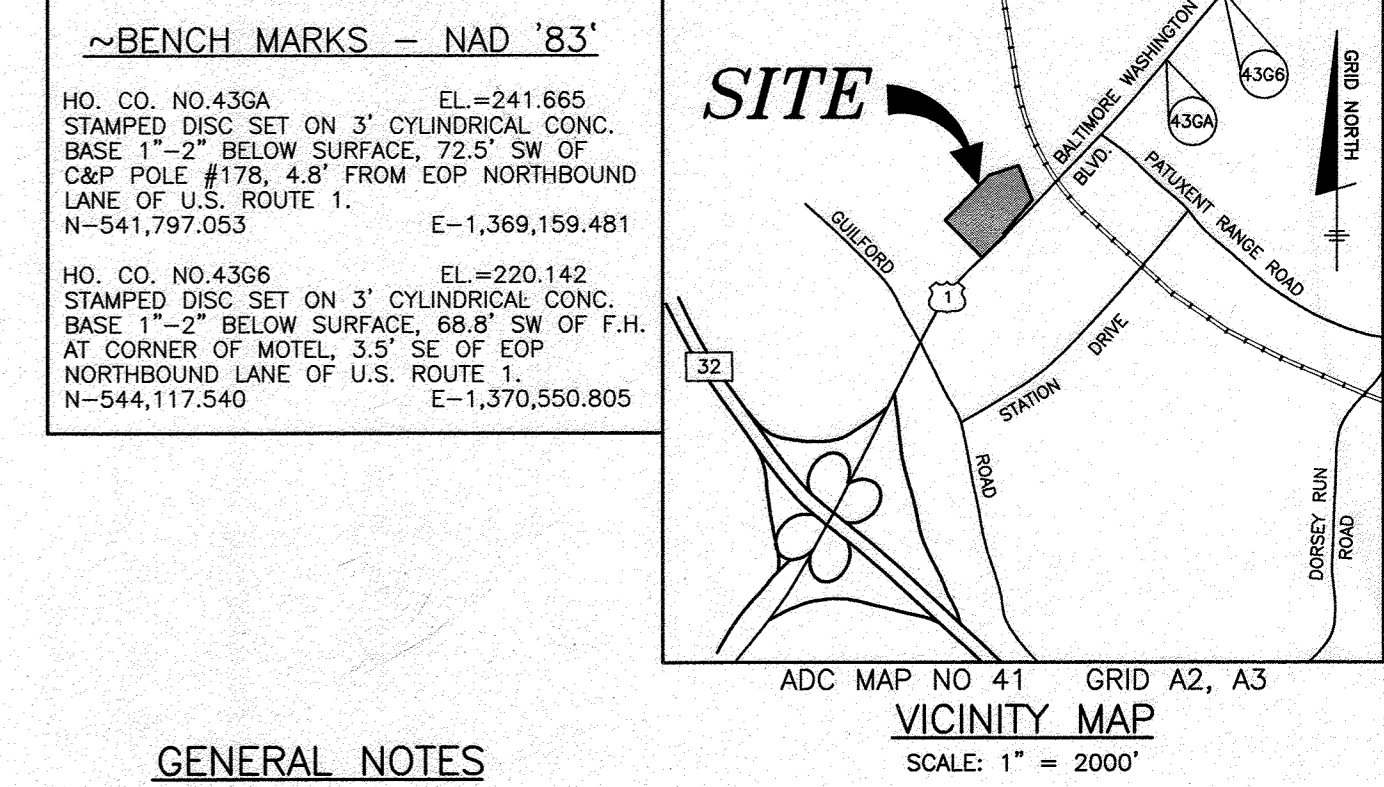 ~BENCH MARKS – NAD '83'
HO. CO. NO.43GA EL.=241.665
STAMPED DISC SET ON 3' CYLINDRICAL CONC.
BASE 1"–2" BELOW SURFACE, 72.5' SW OF
C&P POLE #178, 4.8' FROM EOP NORTHBOUND
LANE OF U.S. ROUTE 1.
N–541,797.053 E–1,369,159.481
HO. CO. NO.43G6 EL.=220.142
STAMPED DISC SET ON 3' CYLINDRICAL CONC.
BASE 1"–2" BELOW SURFACE, 68.8' SW OF F.H.
AT CORNER OF MOTEL, 3.5' SE OF EOP
NORTHBOUND LANE OF U.S. ROUTE 1.
N–544,117.540 E–1,370,550.805
GENERAL NOTES
SITE
BALTIMORE WASHINGTON
BLVD.
43G6
43GA
GRID NORTH
PATUXENT RANGE ROAD
GUILFORD
ROAD
1
32
STATION
DRIVE
DORSEY RUN
ROAD
ADC MAP NO 41 GRID A2, A3
VICINITY MAP
SCALE: 1" = 2000'